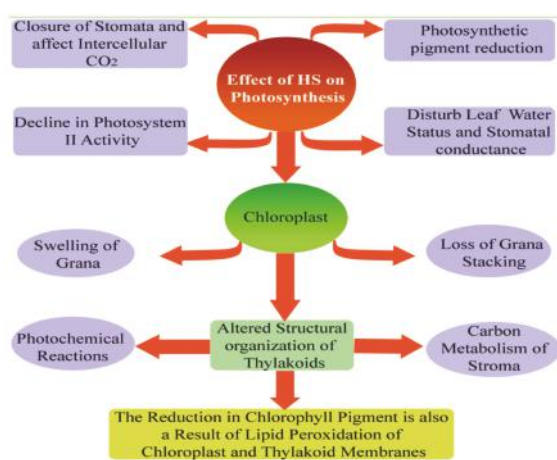 Closure of Stomata and
affect Intercellular
CO₂
Photosynthetic
pigment reduction
Effect of HS on
Photosynthesis
Decline in Photosystem
II Activity
Disturb Leaf Water
Status and Stomatal
conductance
Chloroplast
Swelling of
Grana
Loss of Grana
Stacking
Photochemical
Reactions
Altered Structural
organization of
Thylakoids
Carbon
Metabolism of
Stroma
The Reduction in Chlorophyll Pigment is also
a Result of Lipid Peroxidation of
Chloroplast and Thylakoid Membranes